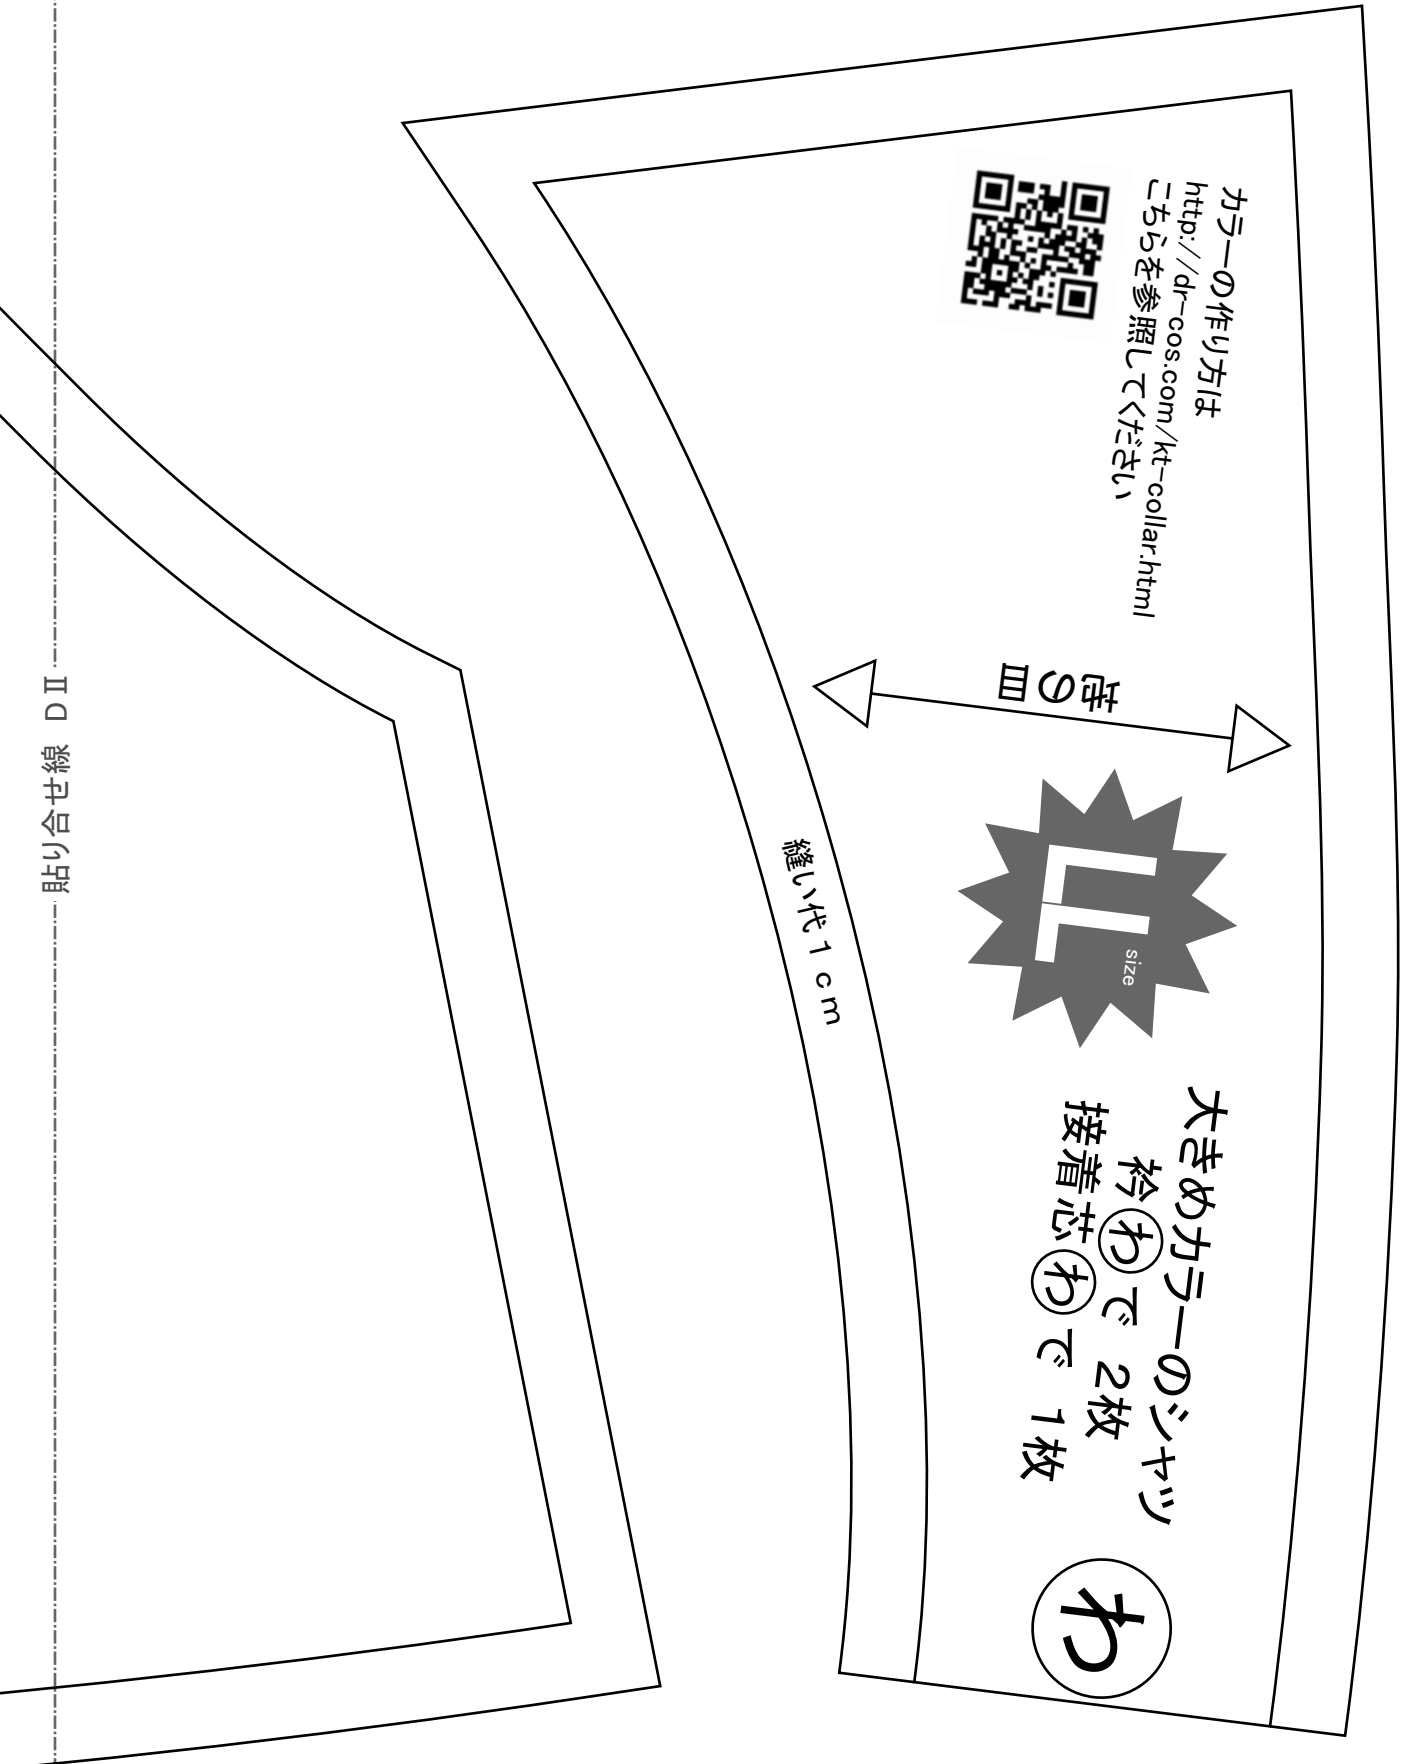 カラーの作り方は
http://dr-cos.com/kt-collar.html
こちらを参照してください
地の目
LL
size
大きめカラーのシャツ
衿わで 2枚
接着芯わで 1枚
わ
縫い代1cm
貼り合せ線 DⅡ